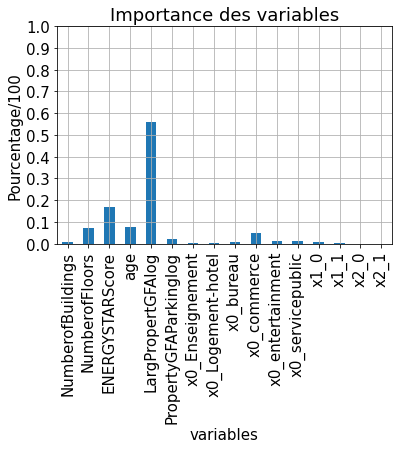 Importance des variables
Pourcentage/100
1.0
0.9
0.8
0.7
0.6
0.5
0.4
0.3
0.2
0.1
0.0
NumberofBuildings
NumberofFloors
ENERGYSTARScore
age
LargPropertGFAlog
PropertyGFAParkinglog
x0_Enseignement
x0_Logement-hotel
x0_bureau
x0_commerce
x0_entertainment
x0_servicepublic
x1_0
x1_1
x2_0
x2_1
variables